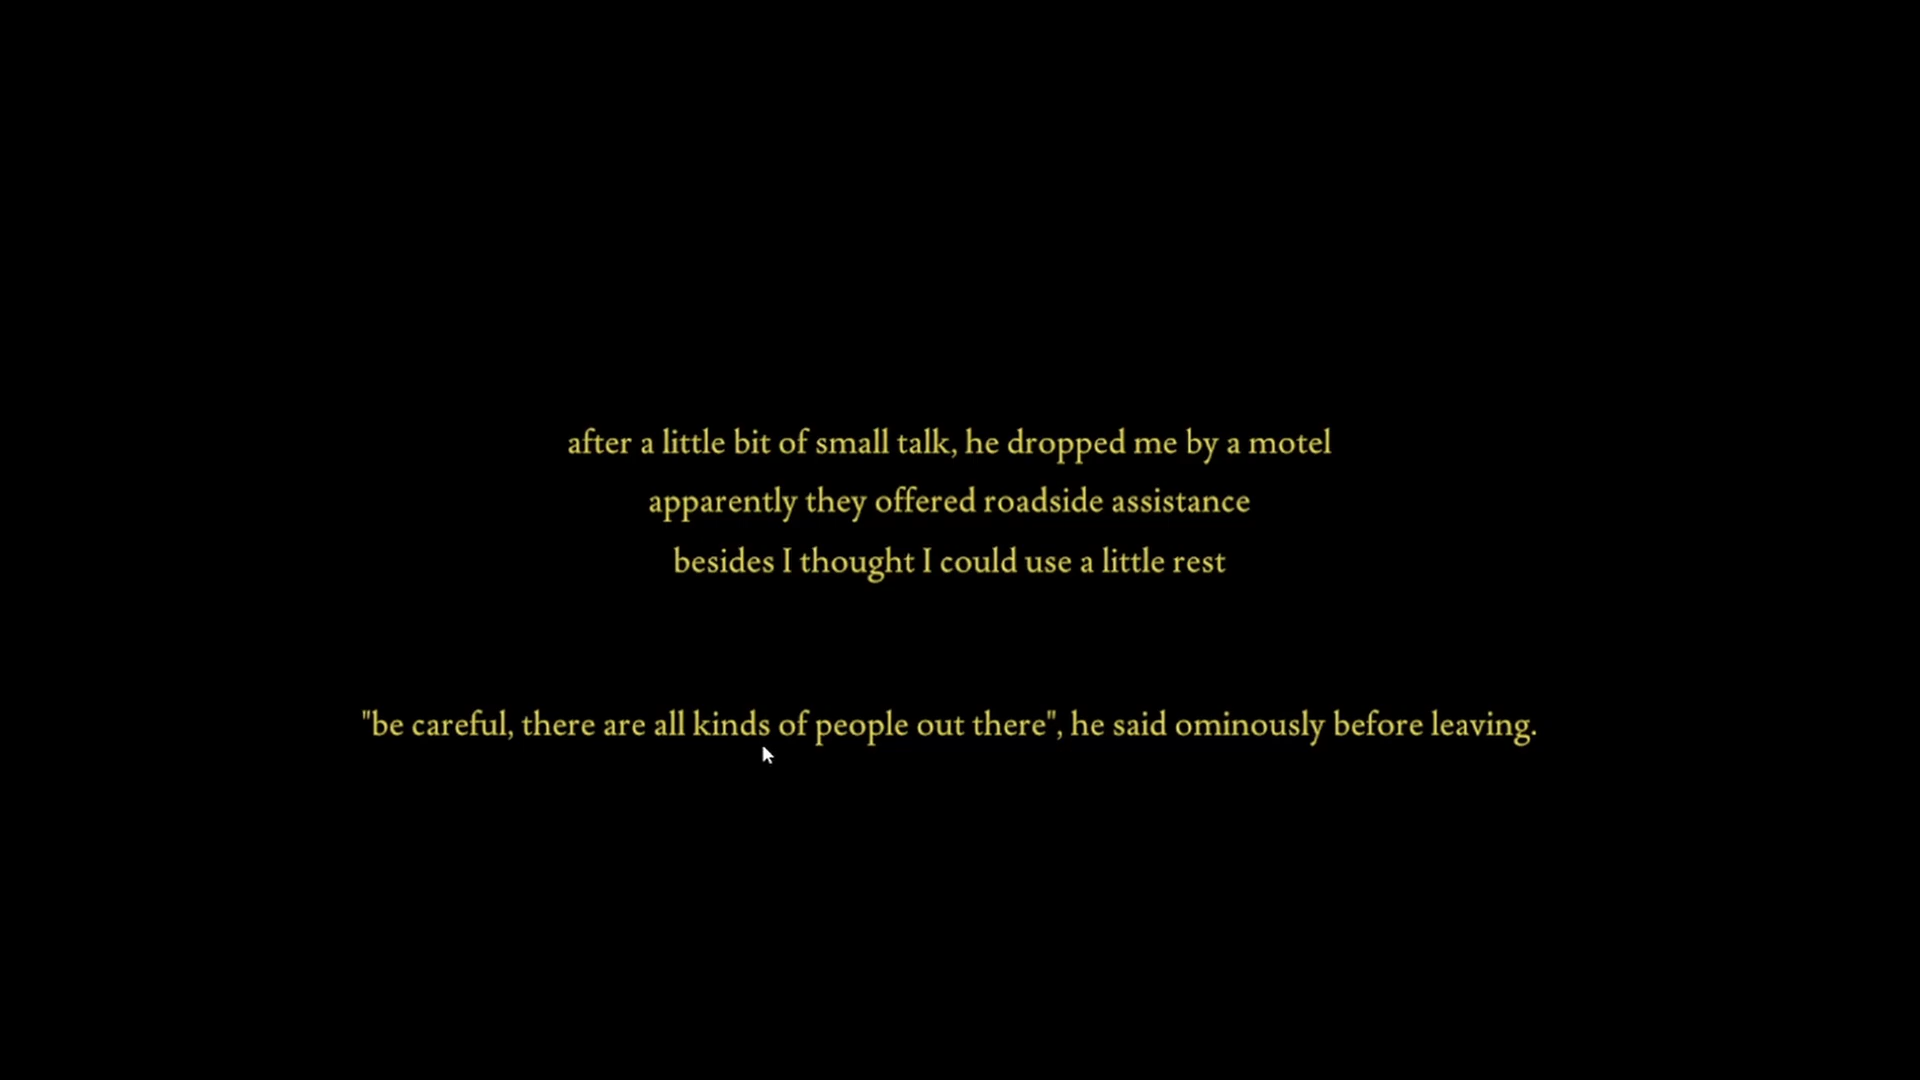 after a little bit of small talk, he dropped me by a motel
apparently they offered roadside assistance
besides I thought I could use a little rest
"be careful, there are all kinds of people out there", he said ominously before leaving.